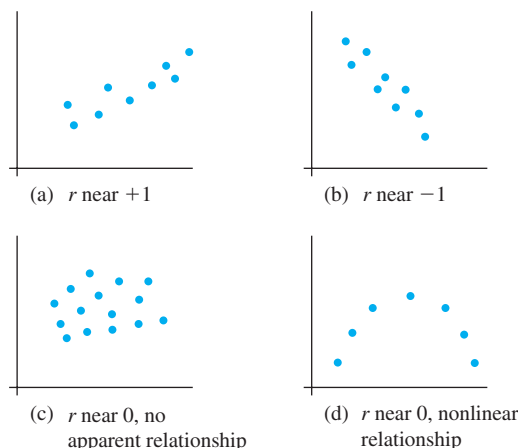 (a) r near +1
(b) r near −1
(c) r near 0, no
apparent relationship
(d) r near 0, nonlinear
relationship